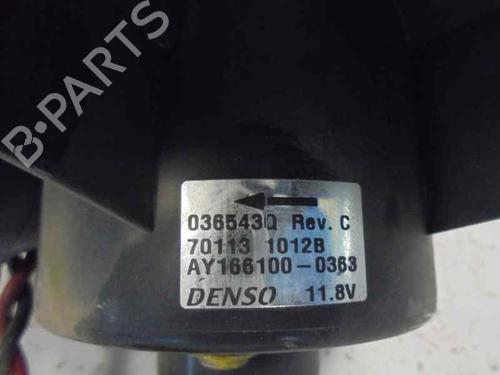 B-PARTS
036543Q Rev. C
70113 1012B
AY166100-0363
DENSO 11.8V